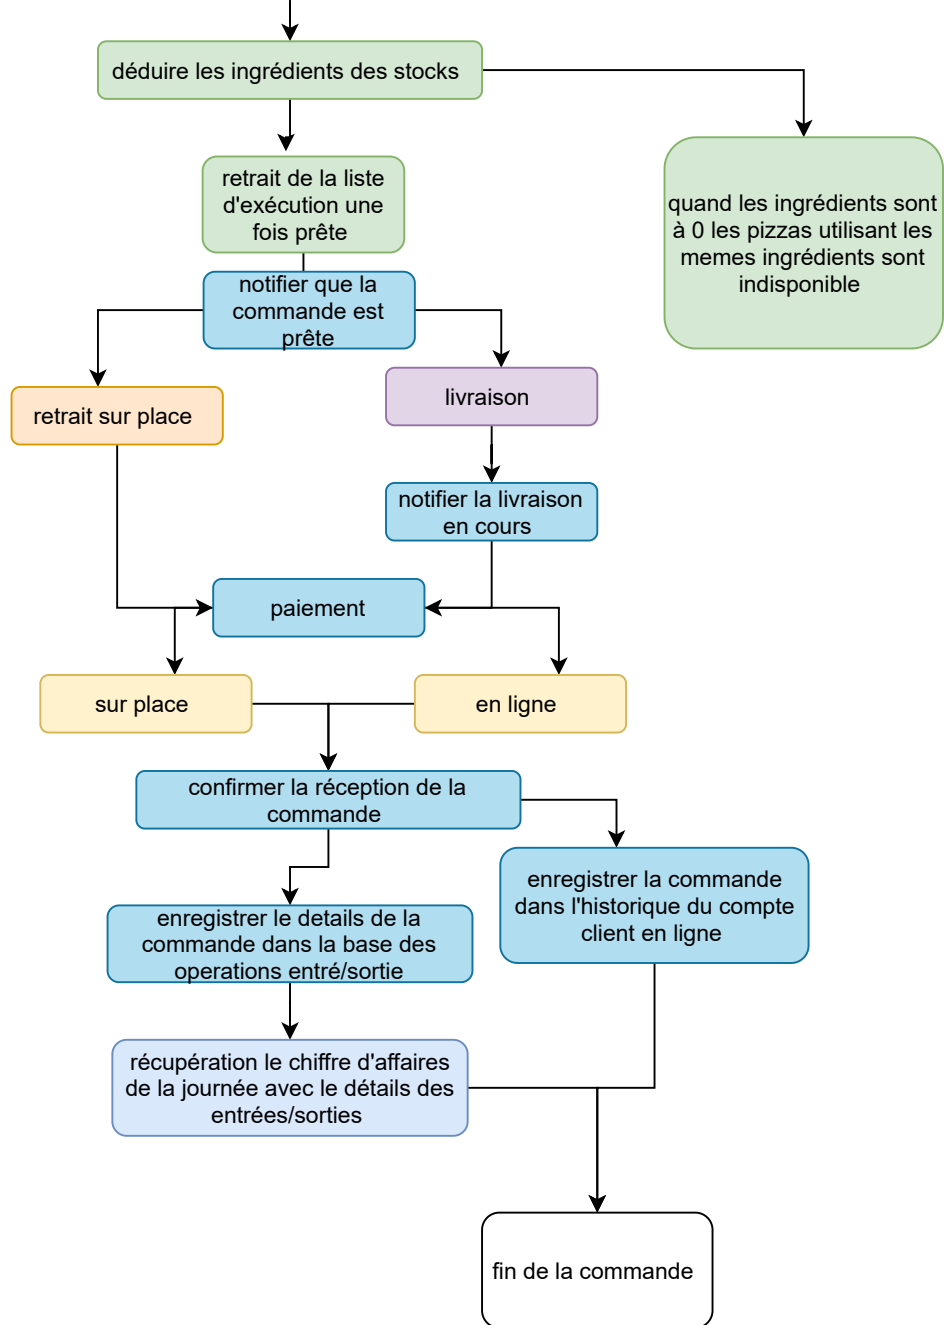 déduire les ingrédients des stocks
retrait de la liste
d'exécution une
fois prête
quand les ingrédients sont
à 0 les pizzas utilisant les
memes ingrédients sont
indisponible
notifier que la
commande est
prête
retrait sur place
livraison
notifier la livraison
en cours
paiement
sur place
en ligne
confirmer la réception de la
commande
enregistrer la commande
dans l'historique du compte
client en ligne
enregistrer le details de la
commande dans la base des
operations entré/sortie
récupération le chiffre d'affaires
de la journée avec le détails des
entrées/sorties
fin de la commande